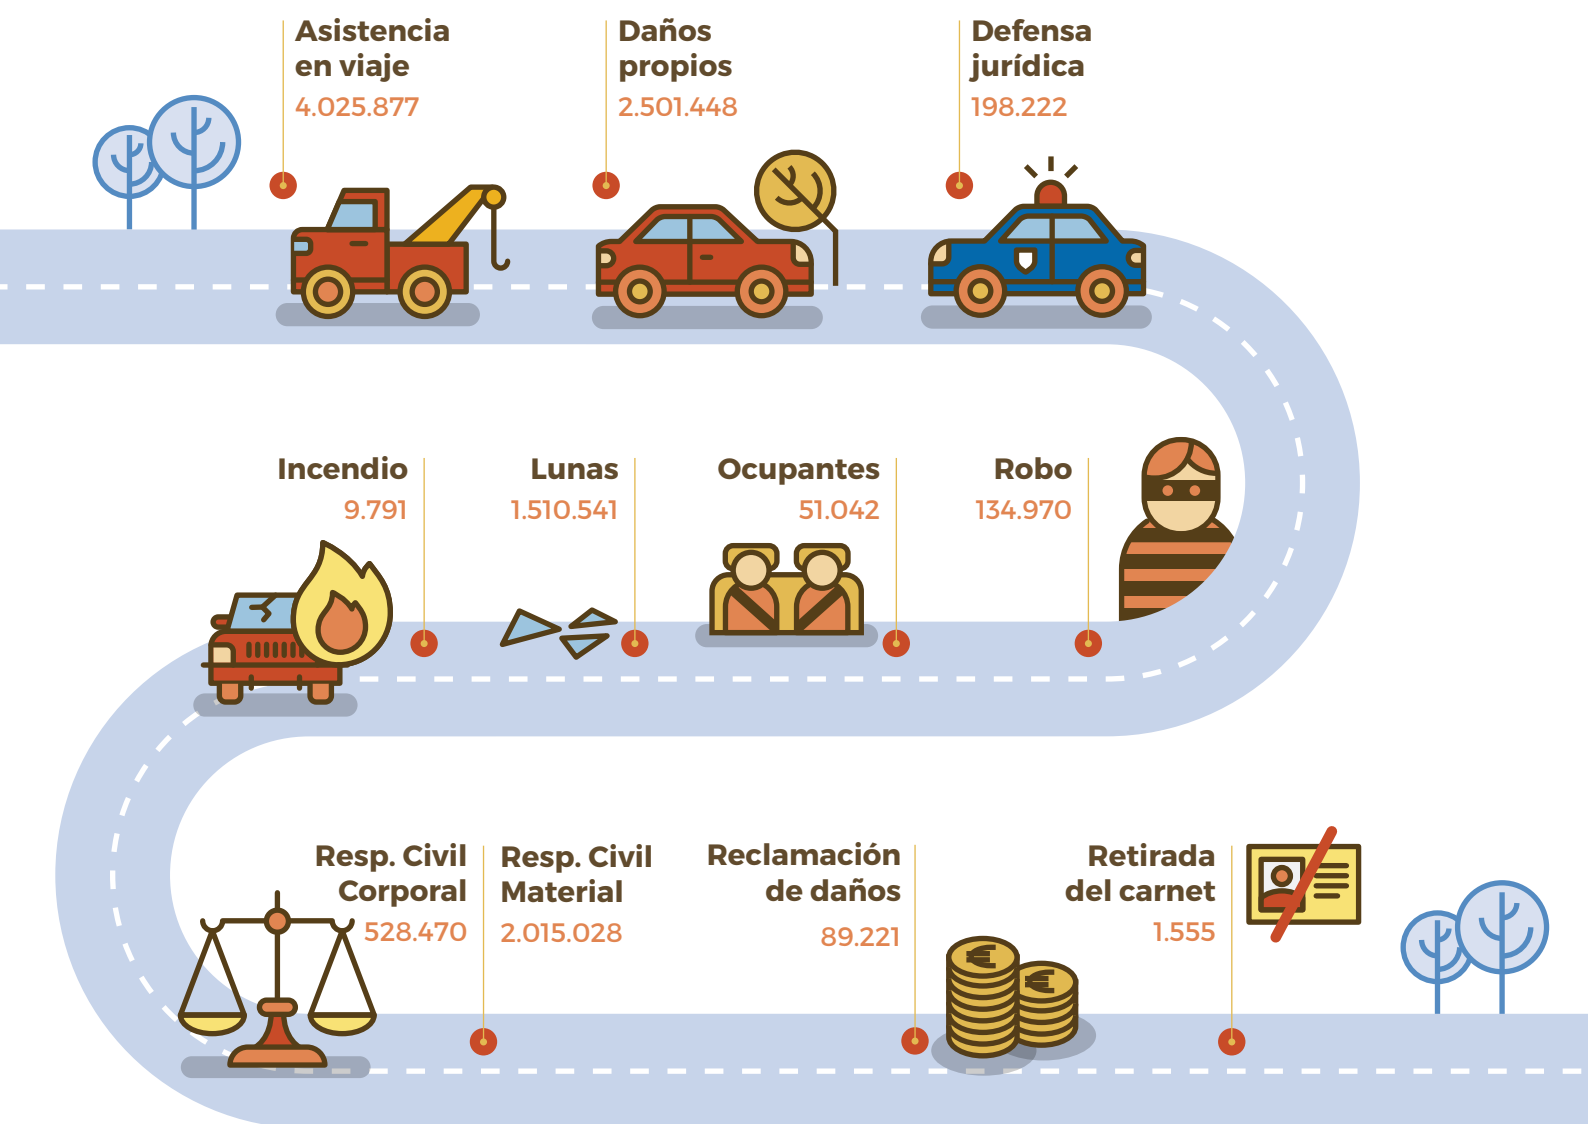 Asistencia
en viaje
4.025.877
Daños
propios
2.501.448
Defensa
jurídica
198.222
Incendio
9.791
Lunas
1.510.541
Ocupantes
51.042
Robo
134.970
Resp. Civil
Corporal
528.470
Resp. Civil
Material
2.015.028
Reclamación
de daños
89.221
Retirada
del carnet
1.555
€
€